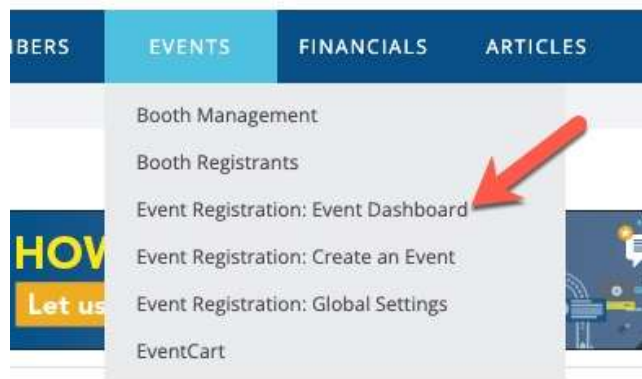 EVENTS FINANCIALS ARTICLES
Booth Management
Booth Registrants
Event Registration: Event Dashboard
Event Registration: Create an Event
HOW
Event Registration: Global Settings
Let us
EventCart